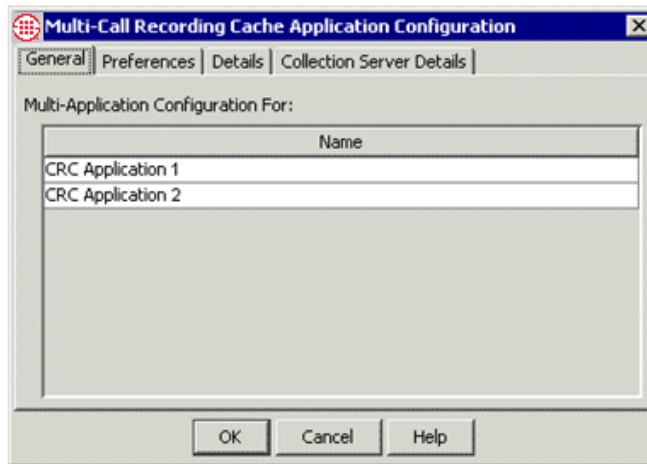 Multi-Call Recording Cache Application Configuration
General Preferences Details Collection Server Details
Multi-Application Configuration For:
Name
CRC Application 1
CRC Application 2
OK Cancel Help